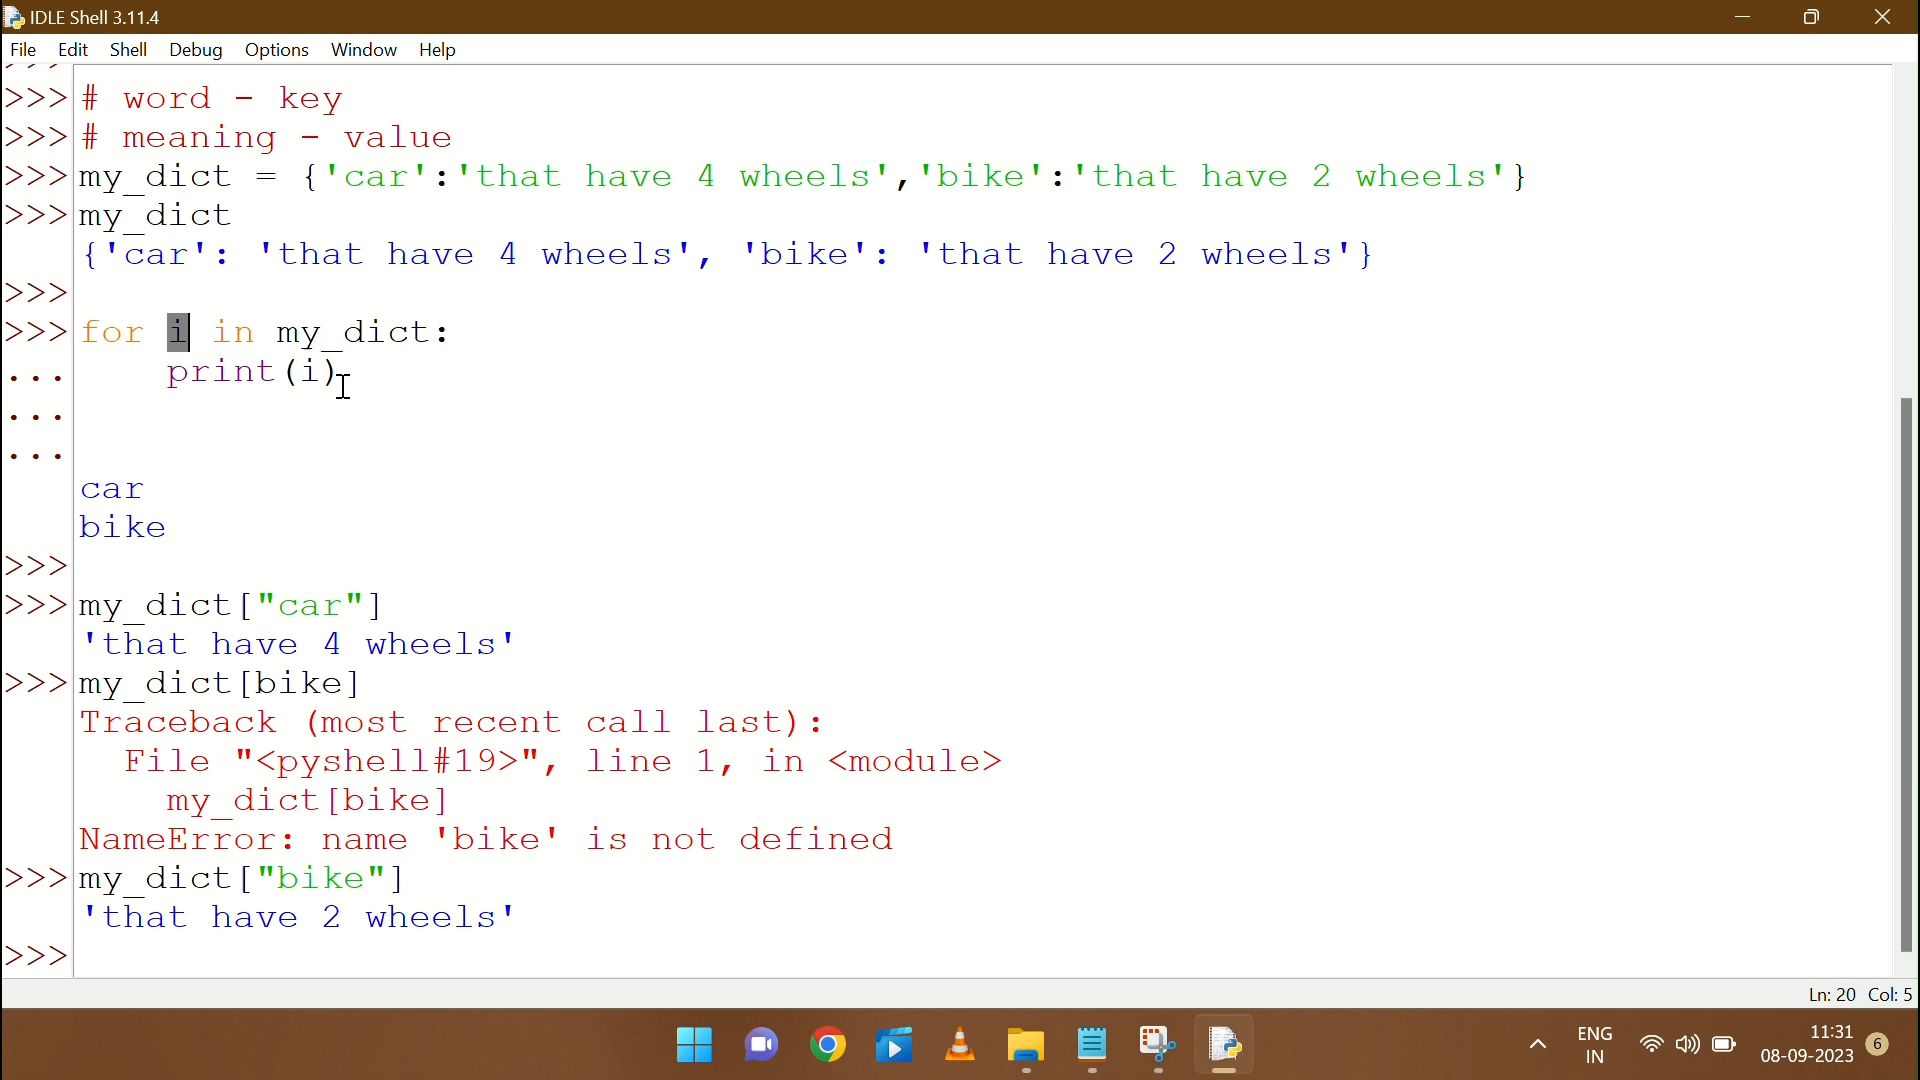 IDLE Shell 3.11.4
File Edit Shell Debug Options Window Help
>>> # word - key
>>> # meaning - value
>>> my_dict = {'car':'that have 4 wheels','bike':'that have 2 wheels'}
>>> my_dict
{'car': 'that have 4 wheels', 'bike': 'that have 2 wheels'}
>>>
>>> for i in my_dict:
...     print(i)
...
...
car
bike
>>>
>>> my_dict["car"]
'that have 4 wheels'
>>> my_dict[bike]
Traceback (most recent call last):
  File "<pyshell#19>", line 1, in <module>
    my_dict[bike]
NameError: name 'bike' is not defined
>>> my_dict["bike"]
'that have 2 wheels'
>>>
Ln: 20 Col: 5
ENG 11:31
IN 08-09-2023 6